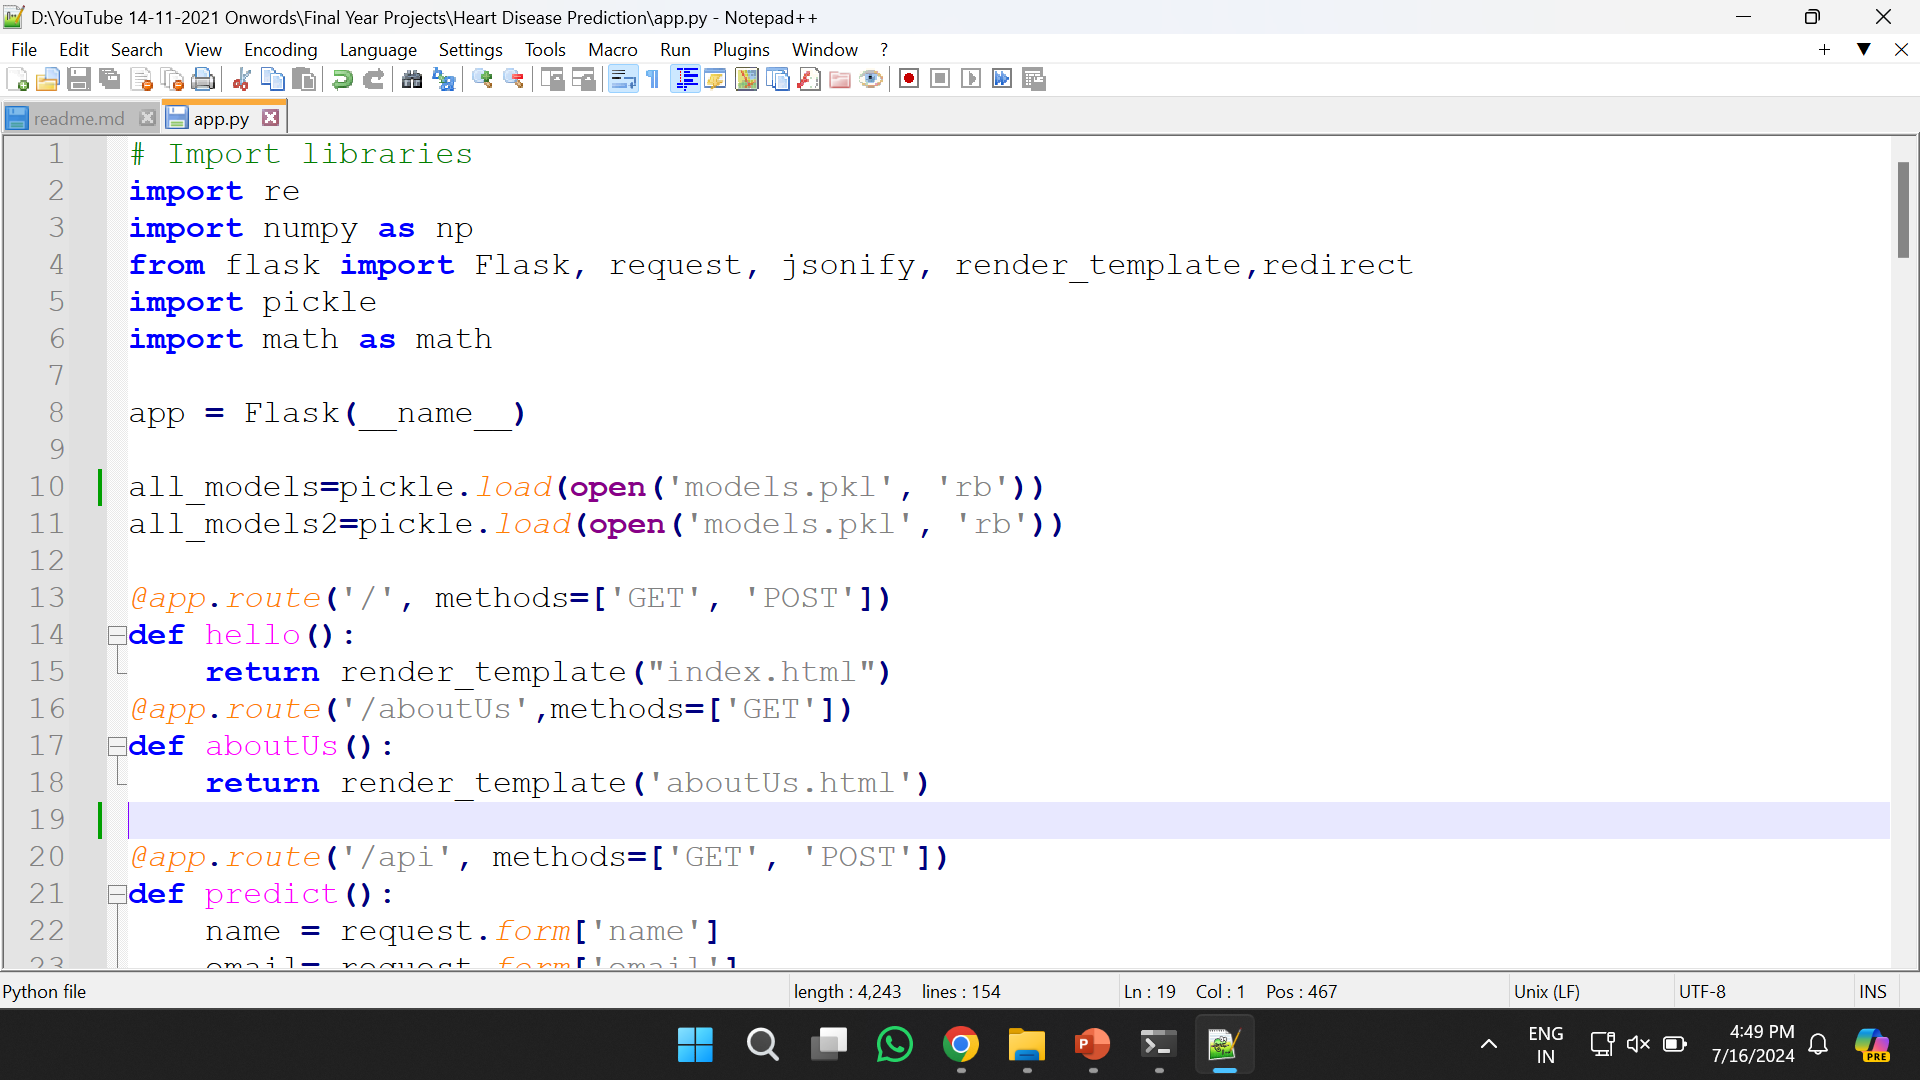 D:\YouTube 14-11-2021 Onwords\Final Year Projects\Heart Disease Prediction\app.py - Notepad++
File Edit Search View Encoding Language Settings Tools Macro Run Plugins Window ?
readme.md app.py
1 # Import libraries
2 import re
3 import numpy as np
4 from flask import Flask, request, jsonify, render_template,redirect
5 import pickle
6 import math as math
7
8 app = Flask(__name__)
9
10 all_models=pickle.load(open('models.pkl', 'rb'))
11 all_models2=pickle.load(open('models.pkl', 'rb'))
12
13 @app.route('/', methods=['GET', 'POST'])
14 def hello():
15     return render_template("index.html")
16 @app.route('/aboutUs',methods=['GET'])
17 def aboutUs():
18     return render_template('aboutUs.html')
19
20 @app.route('/api', methods=['GET', 'POST'])
21 def predict():
22     name = request.form['name']
23     email= request.form['email']
Python file length : 4,243 lines : 154 Ln : 19 Col : 1 Pos : 467 Unix (LF) UTF-8 INS
ENG IN 4:49 PM
7/16/2024
PRE